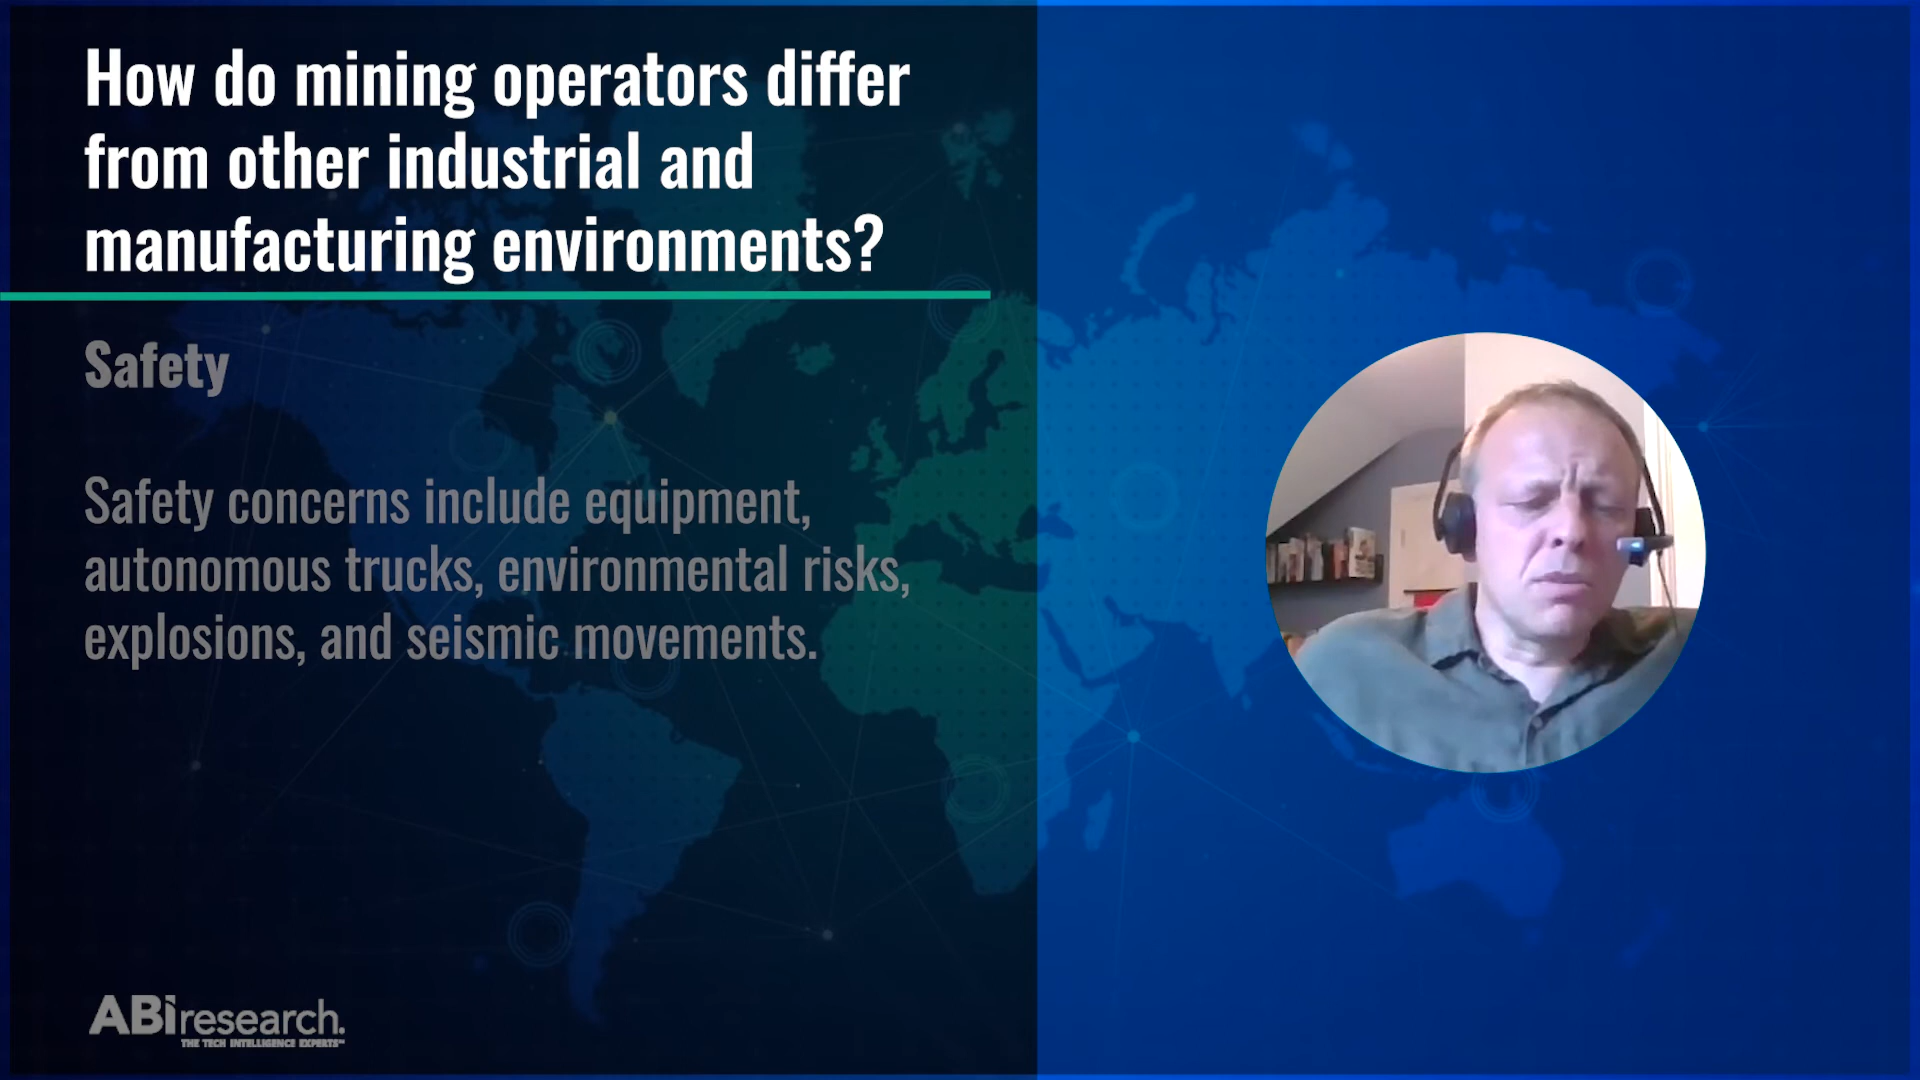 How do mining operators differ
from other industrial and
manufacturing environments?
Safety
Safety concerns include equipment,
autonomous trucks, environmental risks,
explosions, and seismic movements.
ABiresearch.
THE TECH INTELLIGENCE EXPERTS℠